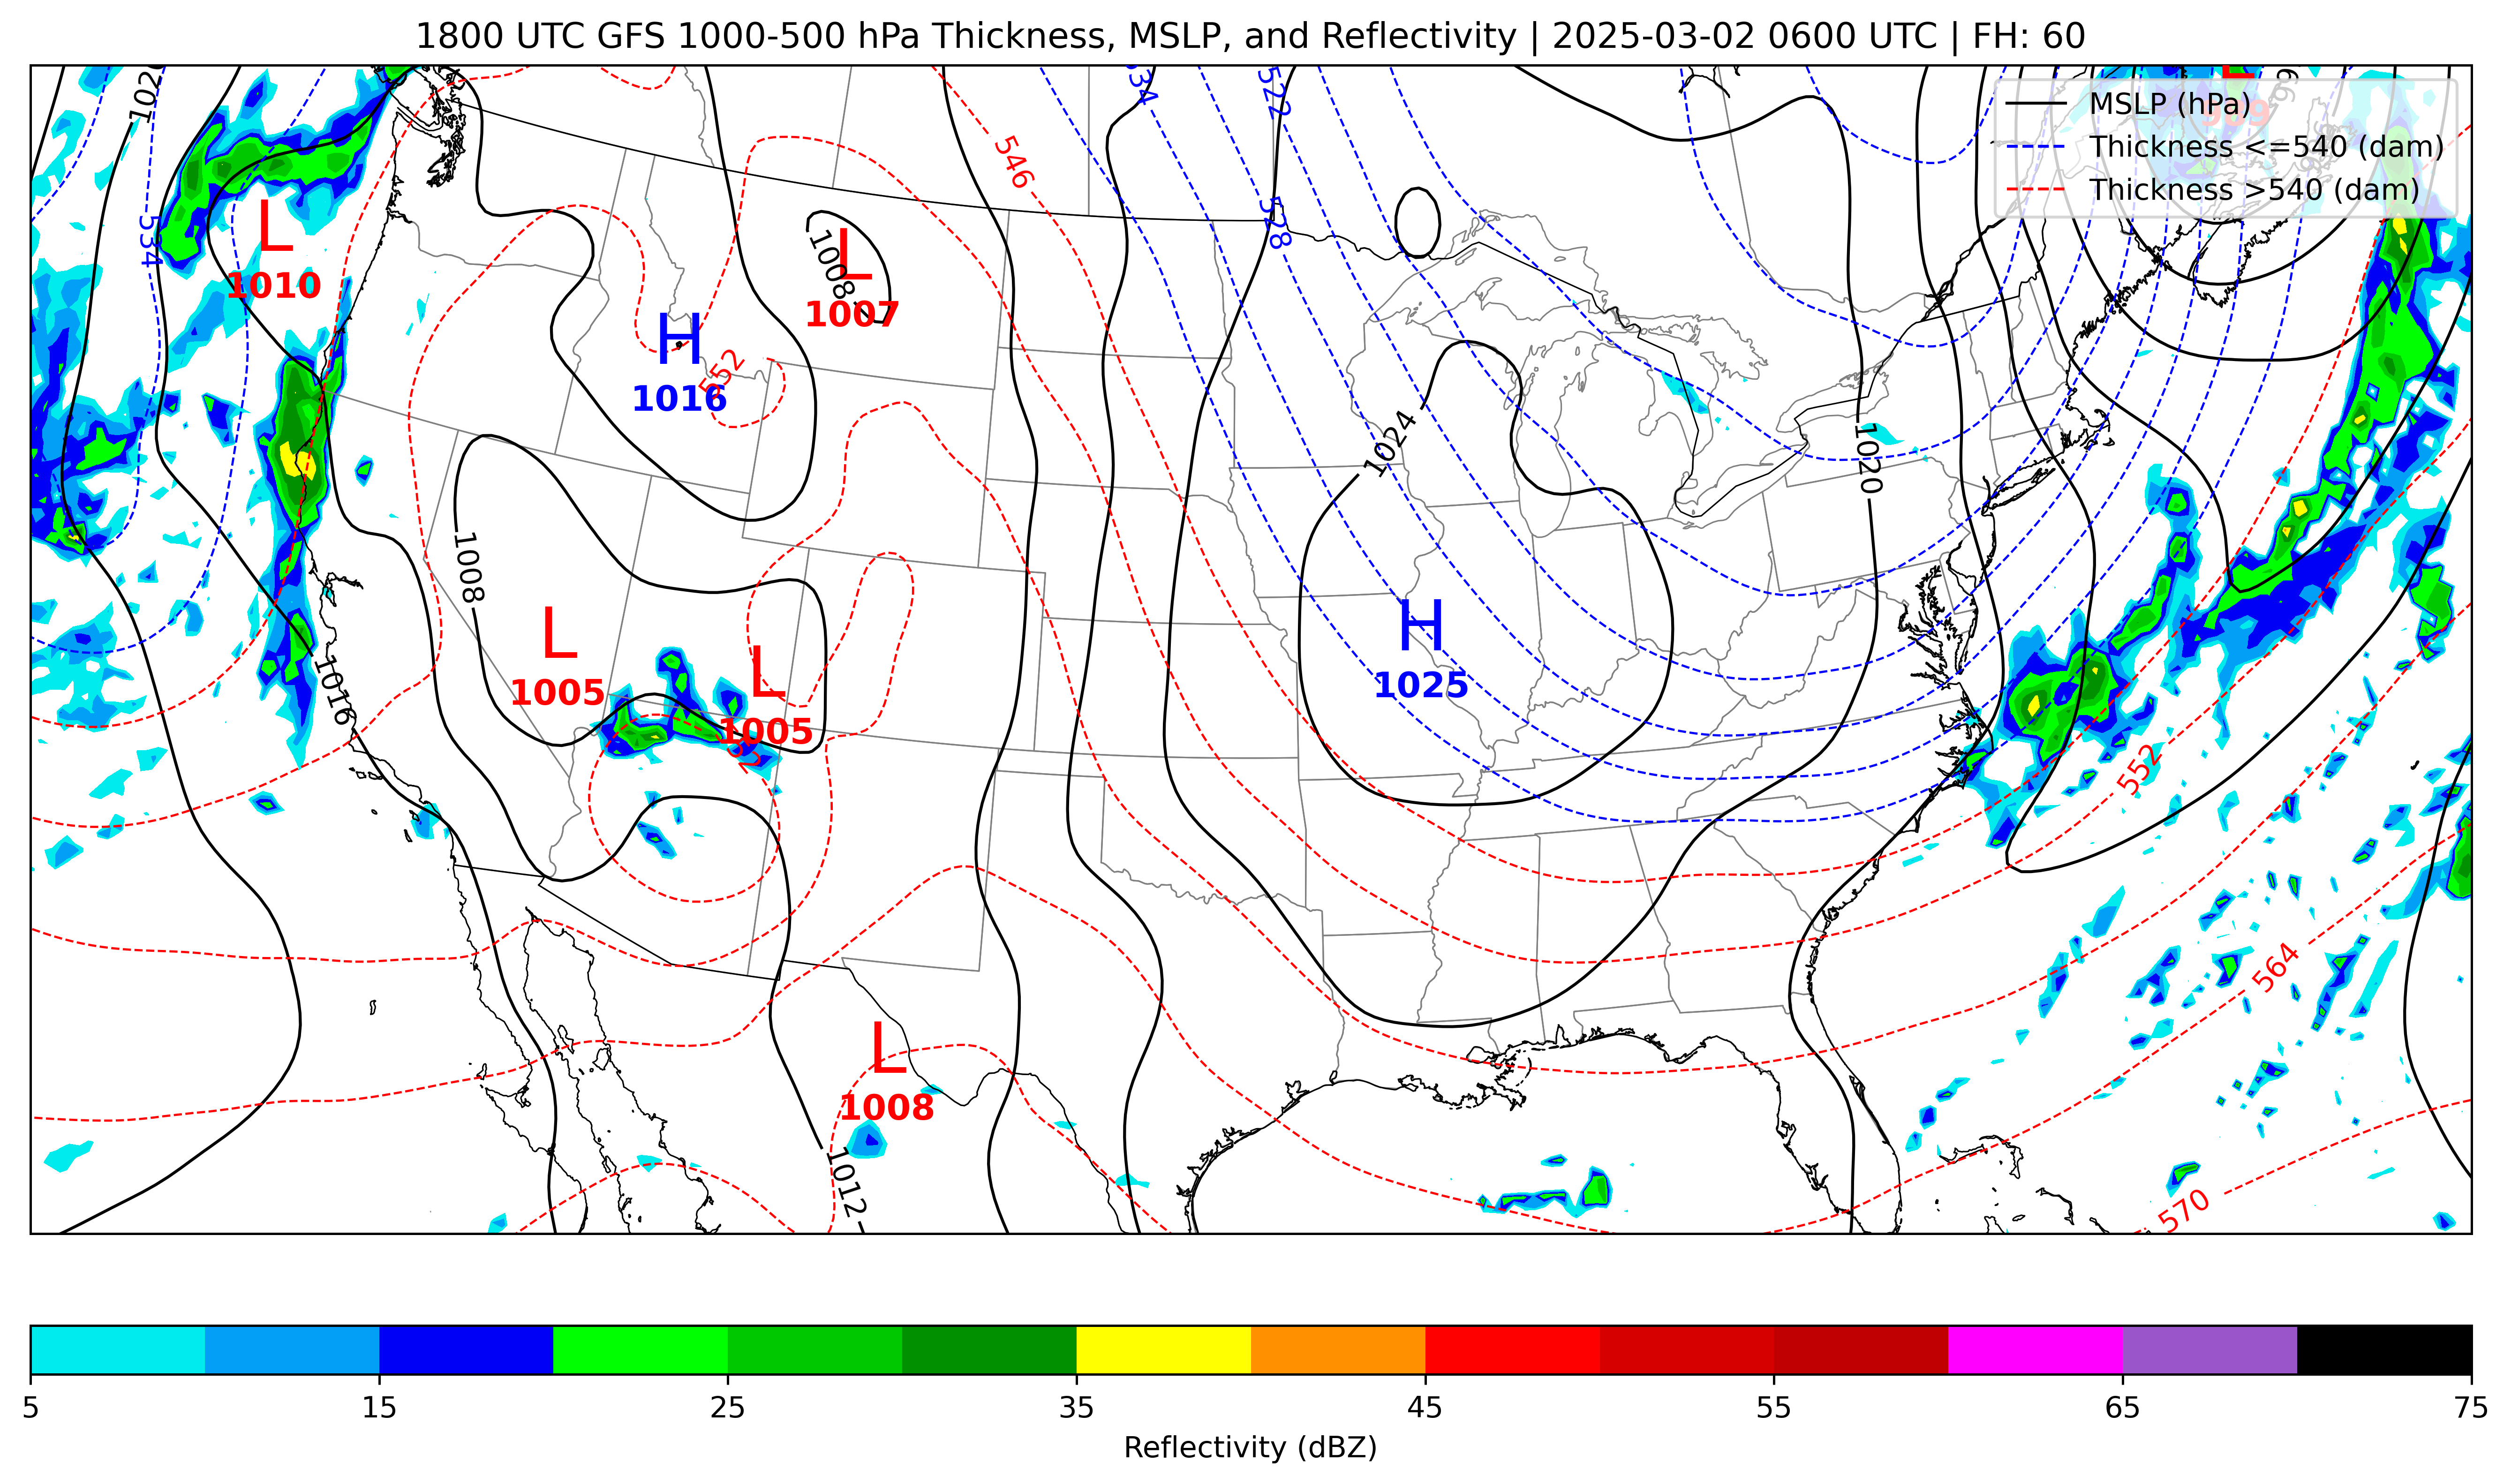 1800 UTC GFS 1000-500 hPa Thickness, MSLP, and Reflectivity | 2025-03-02 0600 UTC | FH: 60
MSLP (hPa)
Thickness <=540 (dam)
Thickness >540 (dam)
534
522
546
528
534
L
1010
1008
L
1007
H
1016
552
1024
1020
1008
L
1005
L
1005
H
1025
1016
552
564
L
1008
1012
570
5
15
25
35
45
55
65
75
Reflectivity (dBZ)